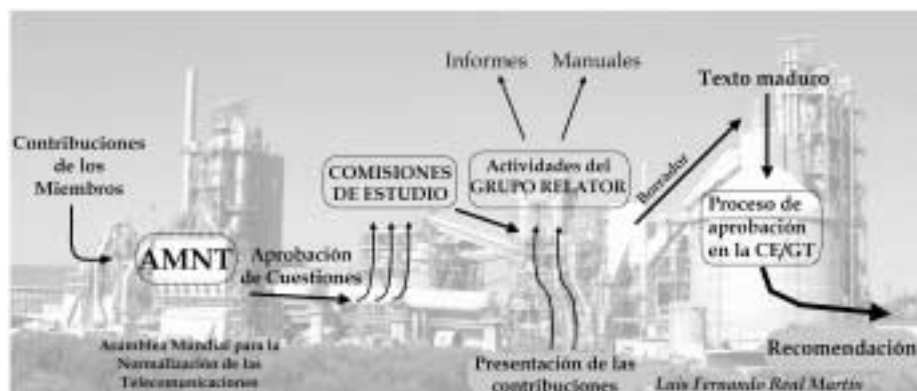 Informes
Manuales
Texto maduro
Contribuciones
de los
Miembros
COMISIONES
DE ESTUDIO
Actividades del
GRUPO RELATOR
Borrador
Proceso de
aprobación
en la CE/GT
AMNT
Aprobación
de Cuestiones
Recomendación
Asamblea Mundial para la
Normalización de las
Telecomunicaciones
Presentación de las
contribuciones
Luis Fernando Real Martín